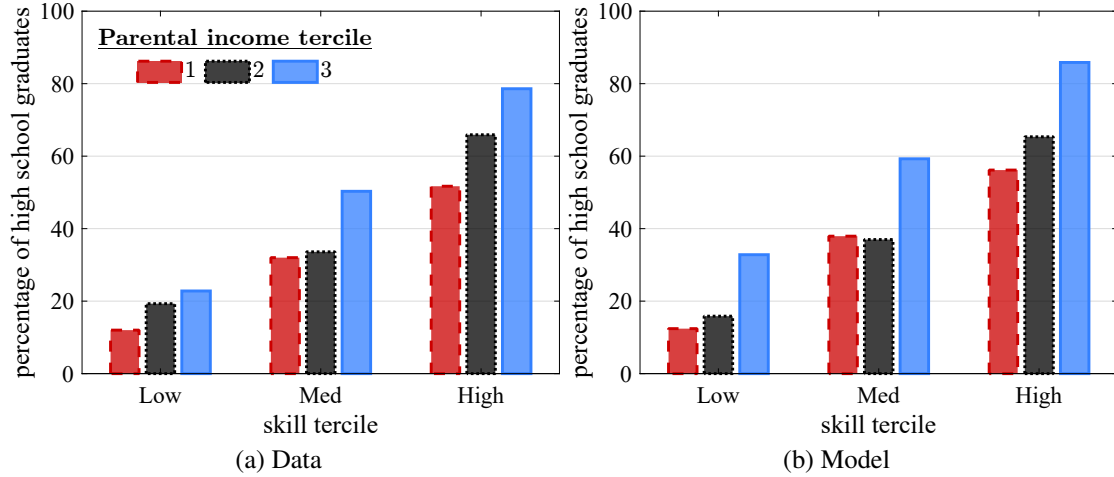 percentage of high school graduates
100
80
60
40
20
0
Parental income tercile
1 2 3
Low Med High
skill tercile
(a) Data
percentage of high school graduates
100
80
60
40
20
0
Low Med High
skill tercile
(b) Model